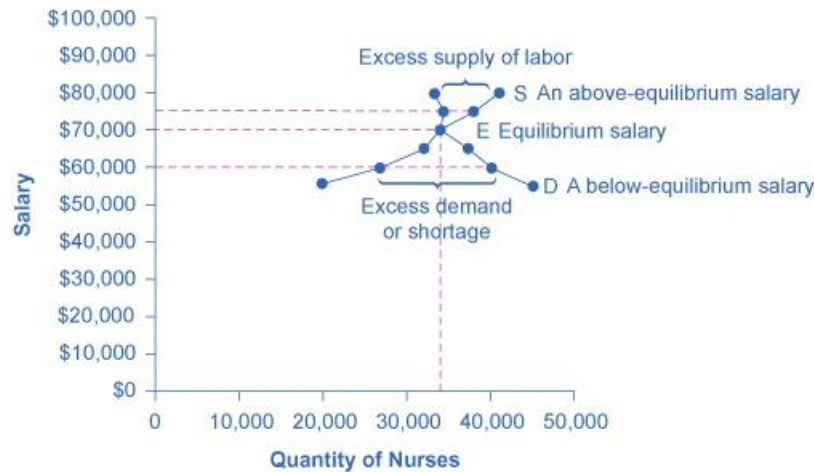 $100,000
$90,000
Excess supply of labor
$80,000
S An above-equilibrium salary
$70,000
E Equilibrium salary
$60,000
D A below-equilibrium salary
$50,000
Excess demand
or shortage
$40,000
$30,000
$20,000
$10,000
$0
Salary
0 10,000 20,000 30,000 40,000 50,000
Quantity of Nurses